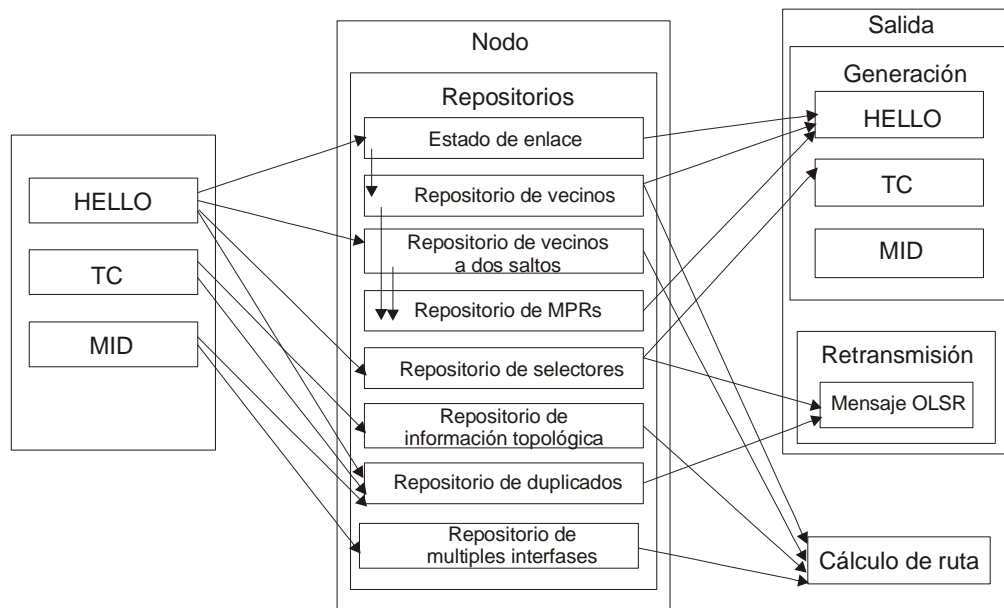 HELLO
TC
MID
Nodo
Repositorios
Estado de enlace
Repositorio de vecinos
Repositorio de vecinos
a dos saltos
Repositorio de MPRs
Repositorio de selectores
Repositorio de
información topológica
Repositorio de duplicados
Repositorio de
multiples interfases
Salida
Generación
HELLO
TC
MID
Retransmisión
Mensaje OLSR
Cálculo de ruta